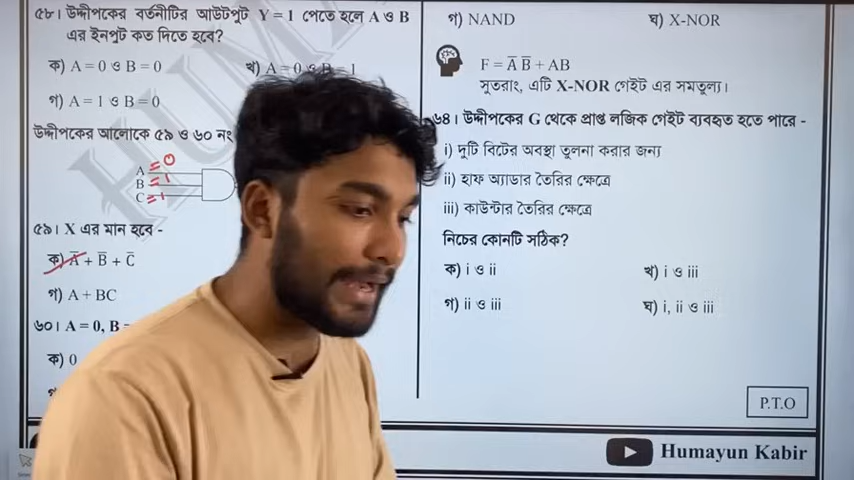 ৫৮। উদ্দীপকের বর্তনীটির আউটপুট Y = 1 পেতে হলে A ও B
এর ইনপুট কত দিতে হবে?
ক) A = 0 ও B = 0
খ) A = 0 ও B = 1
গ) A = 1 ও B = 0
উদ্দীপকের আলোকে ৫৯ ও ৬০ নং
A = 0
B = 1
C = 1
৫৯। X এর মান হবে -
ক) A̅ + B̅ + C̅
গ) A + BC
৬০। A = 0, B =
ক) 0
গ) NAND
ঘ) X-NOR
F = A̅ B̅ + AB
সুতরাং, এটি X-NOR গেইট এর সমতুল্য।
৬৪। উদ্দীপকের G থেকে প্রাপ্ত লজিক গেইট ব্যবহৃত হতে পারে -
i) দুটি বিটের অবস্থা তুলনা করার জন্য
ii) হাফ অ্যাডার তৈরির ক্ষেত্রে
iii) কাউন্টার তৈরির ক্ষেত্রে
নিচের কোনটি সঠিক?
ক) i ও ii
খ) i ও iii
গ) ii ও iii
ঘ) i, ii ও iii
P.T.O
Humayun Kabir